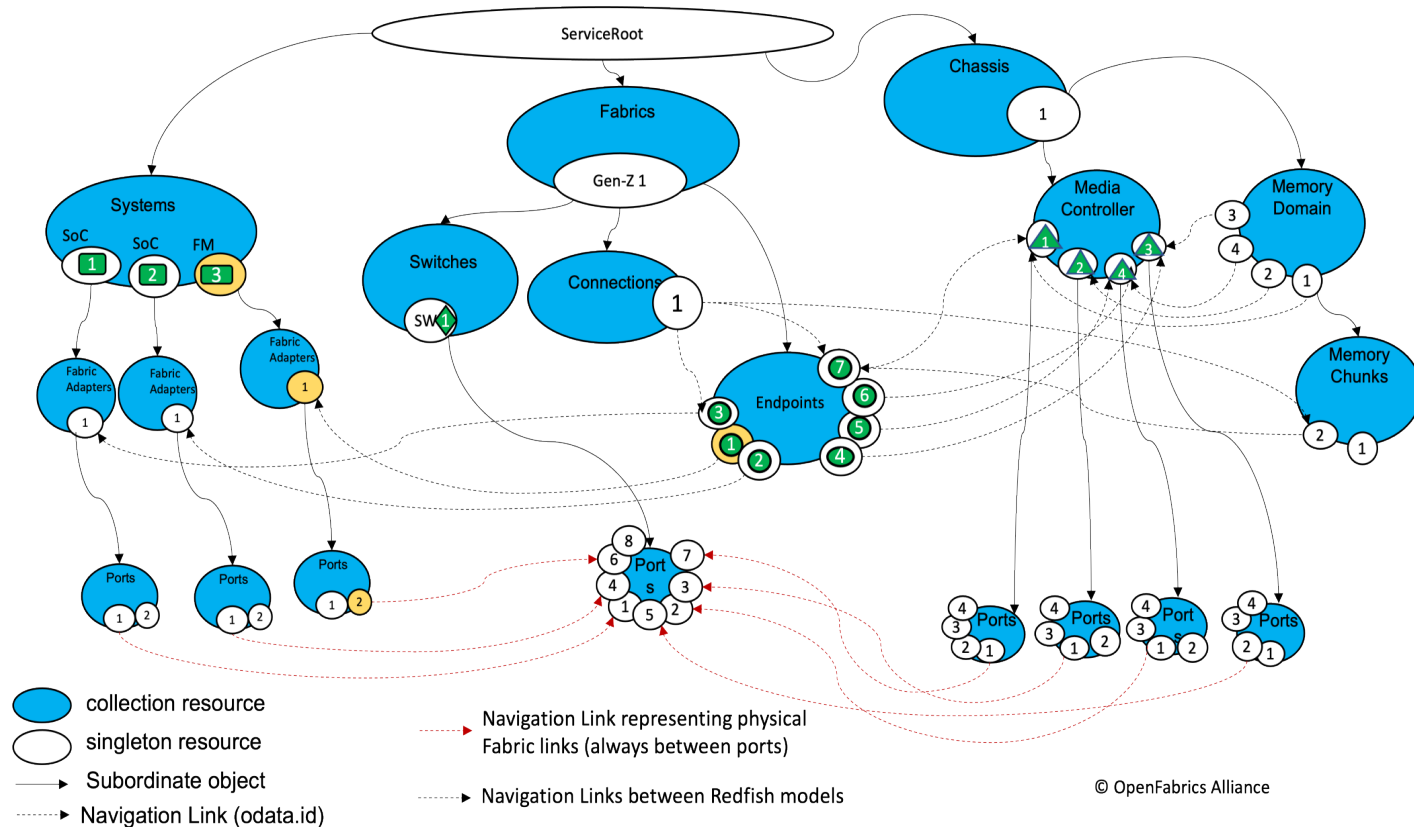 ServiceRoot
Chassis
1
Fabrics
Gen-Z 1
Systems
SoC
1
SoC
2
FM
3
Switches
SW
1
Connections
1
Media
Controller
1
2
4
3
Memory
Domain
3
4
2
1
Memory
Chunks
2
1
Fabric
Adapters
1
Fabric
Adapters
1
Fabric
Adapters
1
Endpoints
7
6
5
4
3
1
2
Ports
1
2
Ports
1
2
Ports
1
2
Port
s
8
6
4
1
5
2
3
7
Ports
4
3
2
1
Ports
4
3
1
2
Port
s
4
3
1
2
Ports
4
3
2
1
collection resource
singleton resource
Subordinate object
Navigation Link (odata.id)
Navigation Link representing physical
Fabric links (always between ports)
Navigation Links between Redfish models
© OpenFabrics Alliance